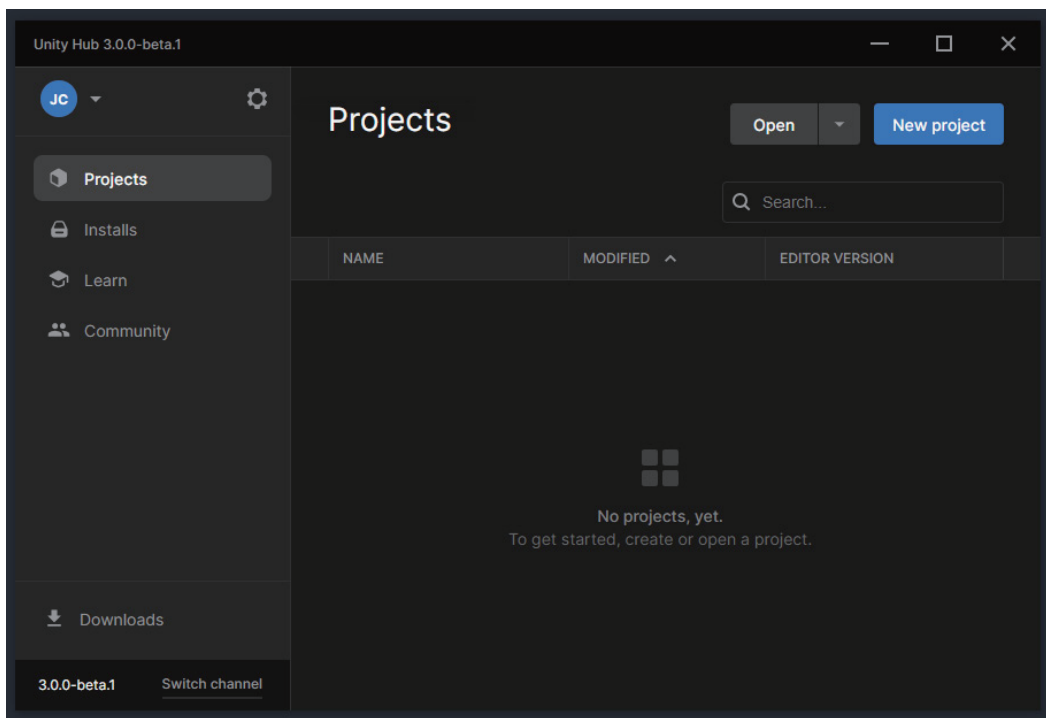 Unity Hub 3.0.0-beta.1
JC
Projects
Installs
Learn
Community
Downloads
3.0.0-beta.1 Switch channel
Projects
Open
New project
Search...
NAME MODIFIED EDITOR VERSION
No projects, yet.
To get started, create or open a project.